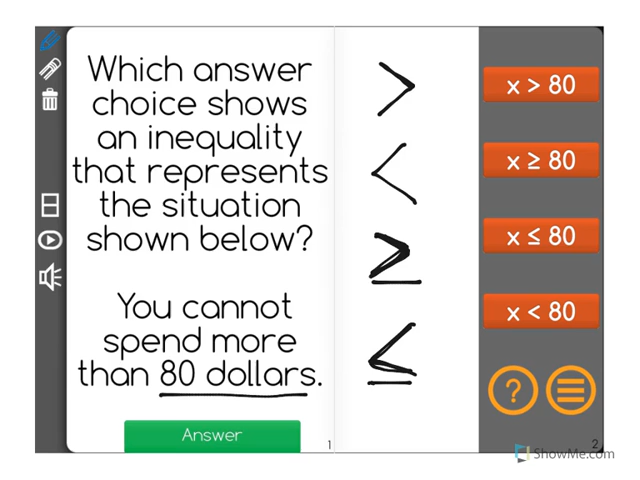 Which answer
choice shows
an inequality
that represents
the situation
shown below?
You cannot
spend more
than 80 dollars.
Answer
1
>
<
≥
≤
x > 80
x ≥ 80
x ≤ 80
x < 80
?
2
ShowMe.com